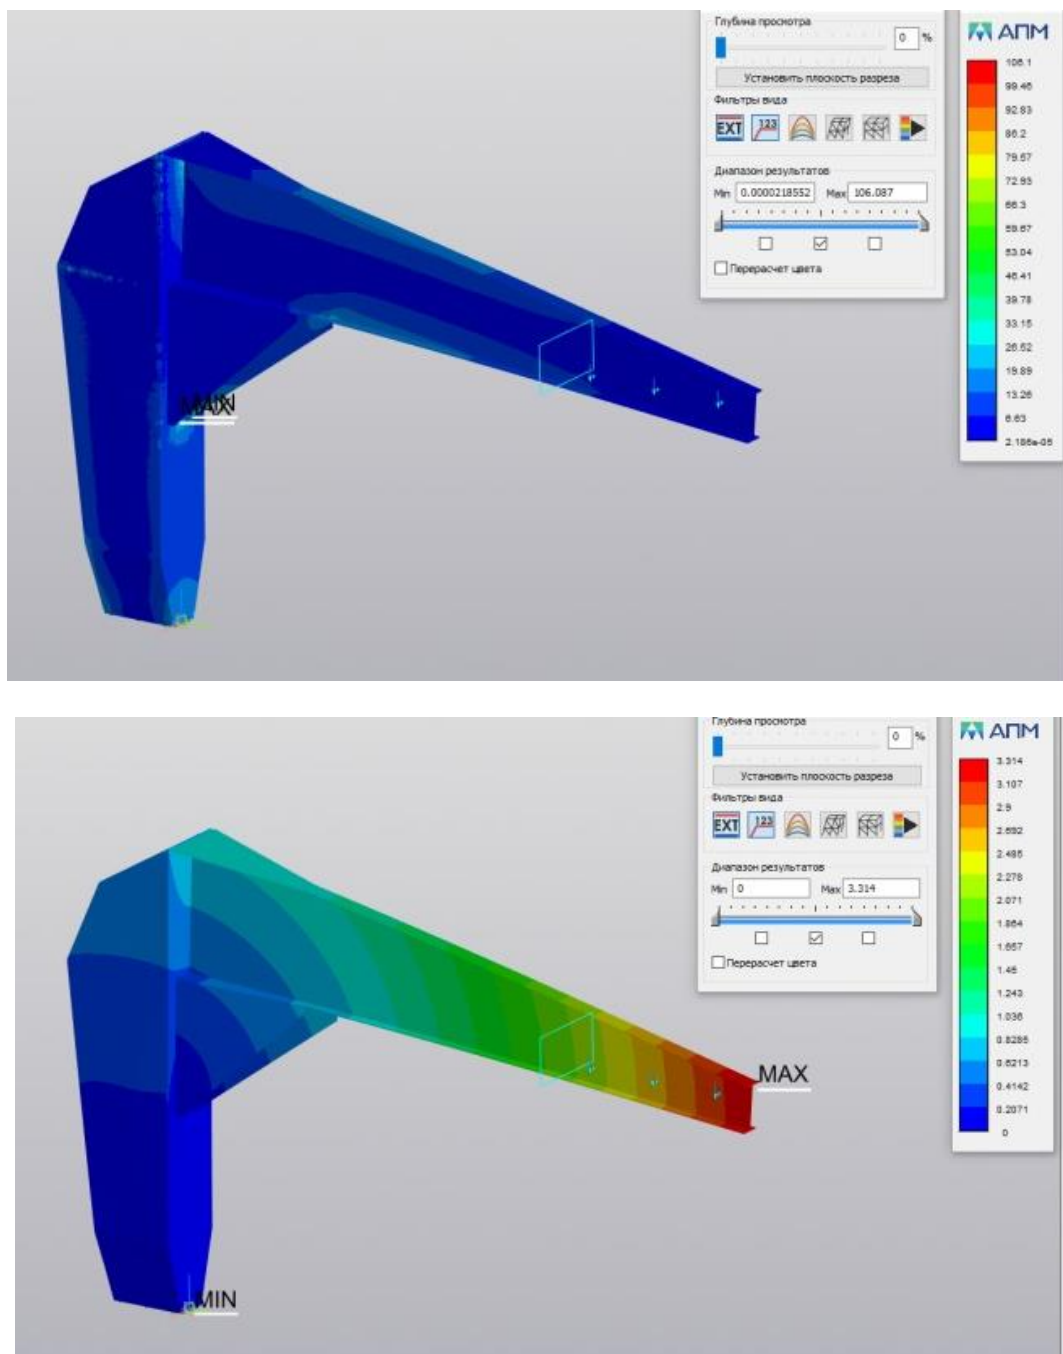 Глубина просмотра
0 %
Установить плоскость разреза
Фильтры вида
EXT 123
Диапазон результатов
Min 0.0000218552 Max 106.087
Перерасчет цвета
АПМ
106.1
99.46
92.83
86.2
79.57
72.93
66.3
59.67
53.04
46.41
39.78
33.15
26.52
19.89
13.26
6.63
2.186e-05
MAX
Глубина просмотра
0 %
Установить плоскость разреза
Фильтры вида
EXT 123
Диапазон результатов
Min 0 Max 3.314
Перерасчет цвета
АПМ
3.314
3.107
2.9
2.692
2.485
2.278
2.071
1.864
1.657
1.45
1.243
1.036
0.8285
0.6213
0.4142
0.2071
0
MAX
MIN